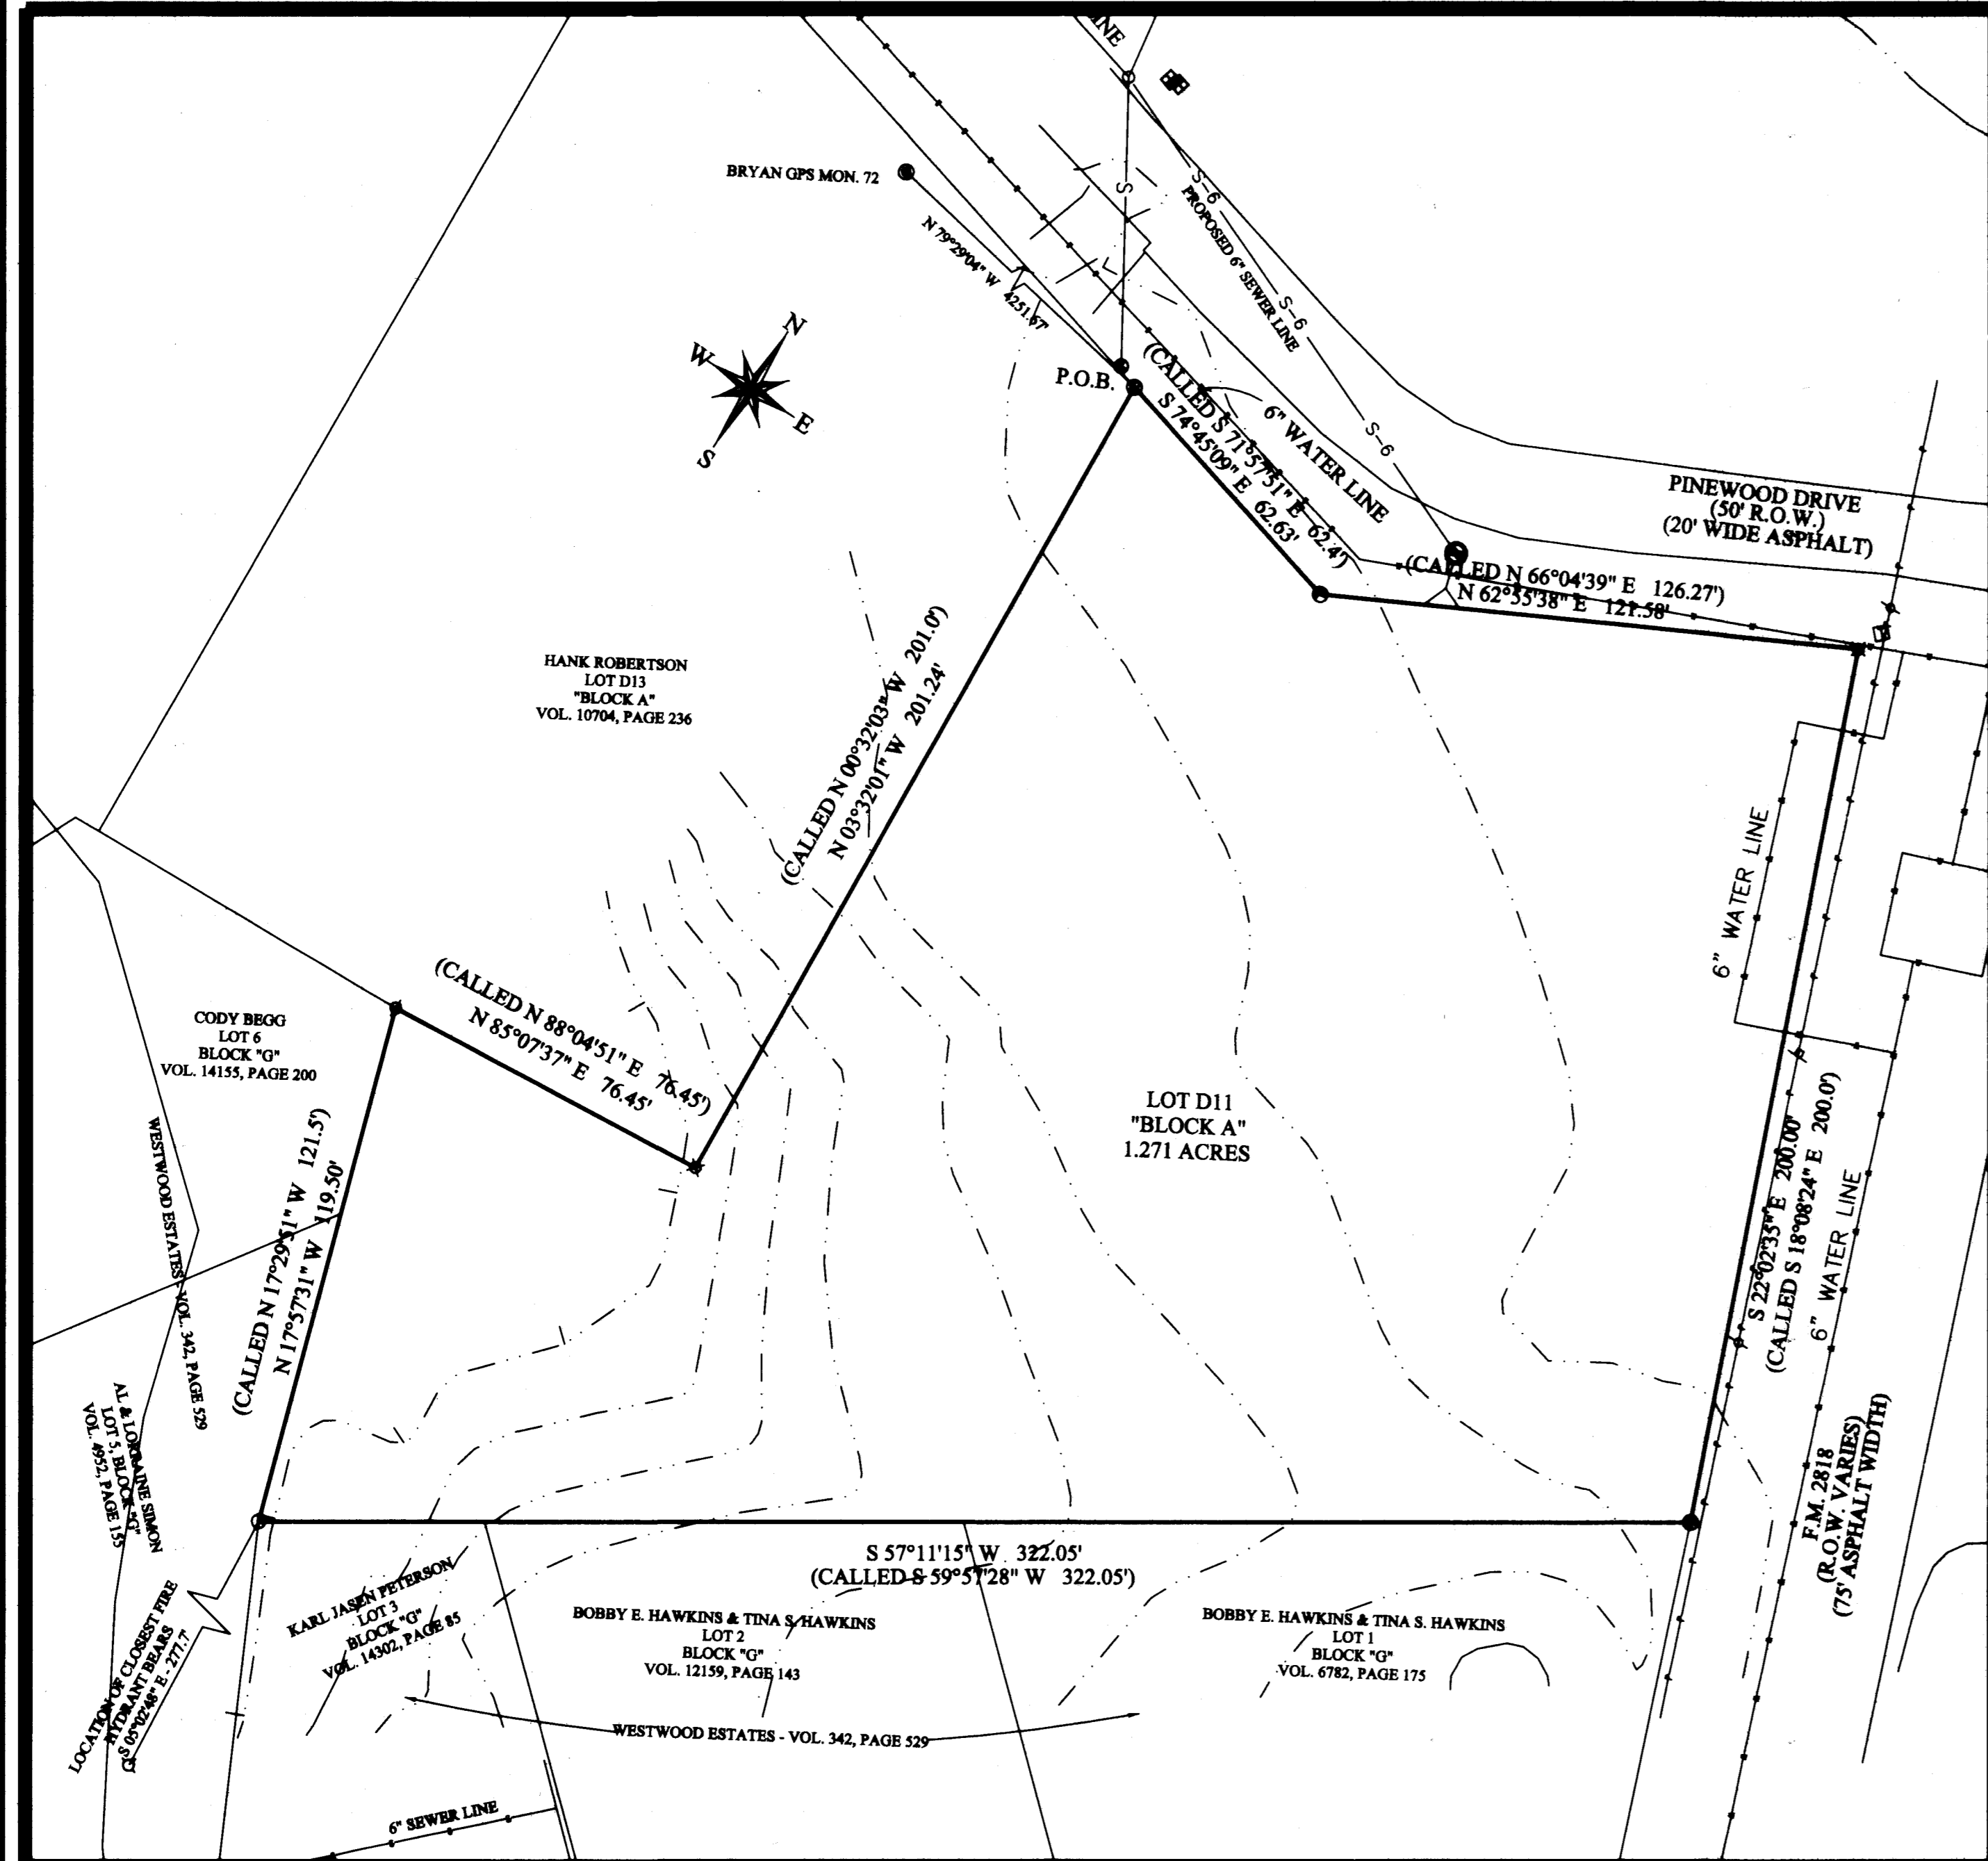 INE
BRYAN GPS MON. 72
N 79°29'04" W 4251.67'
S
S-6
PROPOSED 6" SEWER LINE
S-6
S-6
N
W
E
S
P.O.B.
(CALLED S 71°57'51" E 62.4')
S 74°45'09" E 62.63'
6" WATER LINE
PINEWOOD DRIVE
(50' R.O.W.)
(20' WIDE ASPHALT)
(CALLED N 66°04'39" E 126.27')
N 62°55'38" E 121.58'
HANK ROBERTSON
LOT D13
"BLOCK A"
VOL. 10704, PAGE 236
(CALLED N 00°32'03" W 201.0')
N 03°32'01" W 201.24'
6" WATER LINE
(CALLED N 88°04'51" E 76.45')
N 85°07'37" E 76.45'
CODY BEGG
LOT 6
BLOCK "G"
VOL. 14155, PAGE 200
LOT D11
"BLOCK A"
1.271 ACRES
WESTWOOD ESTATES - VOL. 342, PAGE 529
(CALLED N 17°29'51" W 121.5')
N 17°57'31" W 119.50'
S 22°02'35" E 200.00'
(CALLED S 18°08'24" E 200.0')
6" WATER LINE
AL & LORRAINE SIMON
LOT 5, BLOCK "G"
VOL. 4952, PAGE 155
F.M. 2818
(R.O.W. VARIES)
(75' ASPHALT WIDTH)
S 57°11'15" W 322.05'
(CALLED S 59°57'28" W 322.05')
LOCATION OF CLOSEST FIRE
HYDRANT BEARS
S 05°02'48" E - 277.7'
KARL JASEN PETERSON
LOT 3
BLOCK "G"
VOL. 14302, PAGE 85
BOBBY E. HAWKINS & TINA S. HAWKINS
LOT 2
BLOCK "G"
VOL. 12159, PAGE 143
BOBBY E. HAWKINS & TINA S. HAWKINS
LOT 1
BLOCK "G"
VOL. 6782, PAGE 175
WESTWOOD ESTATES - VOL. 342, PAGE 529
6" SEWER LINE